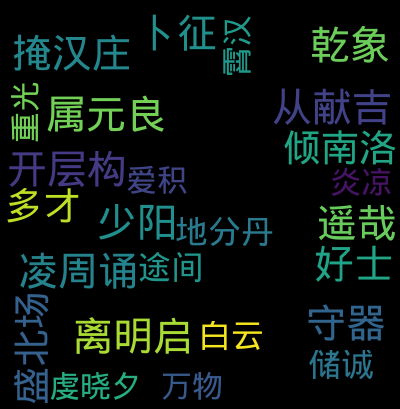 卜征
霄汉
乾象
掩汉庄
重光
属元良
从献吉
倾南洛
开层构
爱积
炎凉
多才
少阳
地分丹
遥哉
凌周诵
途间
好士
盛北场
离明启
白云
守器
储诚
虔晓夕
万物